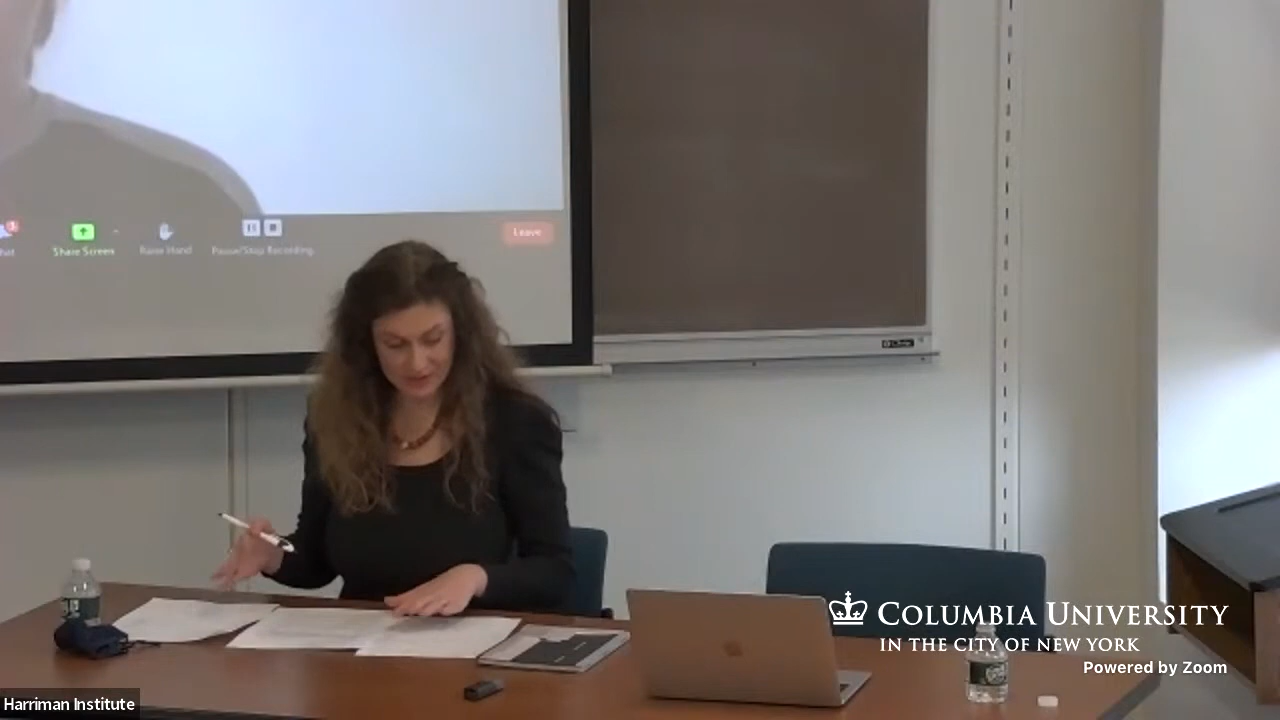 Share Screen
Raise Hand
Pause/Stop Recording
Leave
COLUMBIA UNIVERSITY
IN THE CITY OF NEW YORK
Powered by Zoom
Harriman Institute